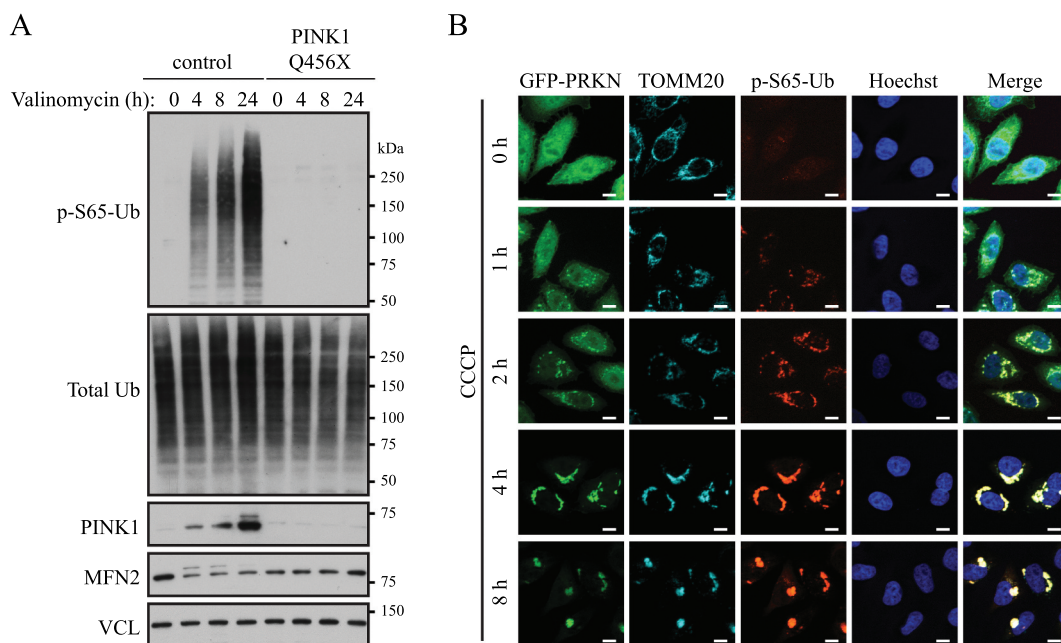 A
control
PINK1
Q456X
Valinomycin (h): 0 4 8 24 0 4 8 24
kDa
p-S65-Ub
250
150
100
75
50
Total Ub
250
150
100
75
50
PINK1
75
MFN2
75
VCL
150
B
GFP-PRKN TOMM20 p-S65-Ub Hoechst Merge
CCCP
0 h
1 h
2 h
4 h
8 h